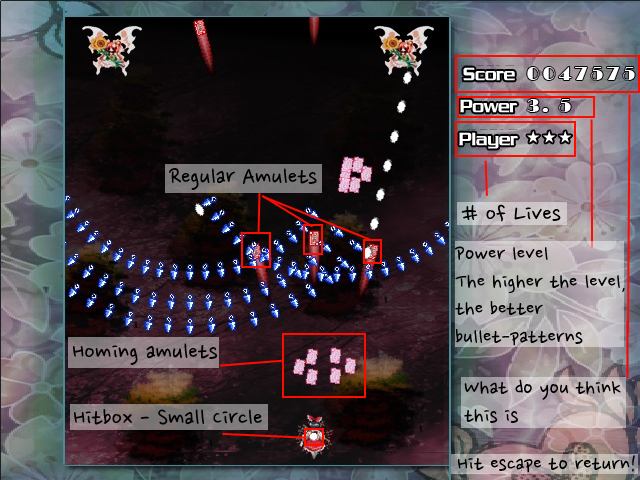 Score 0047575
Power 3. 5
Player ★★★
Regular Amulets
# of Lives
Power level
The higher the level,
the better
bullet-patterns
Homing amulets
What do you think
this is
Hitbox - Small Circle
Hit escape to return!